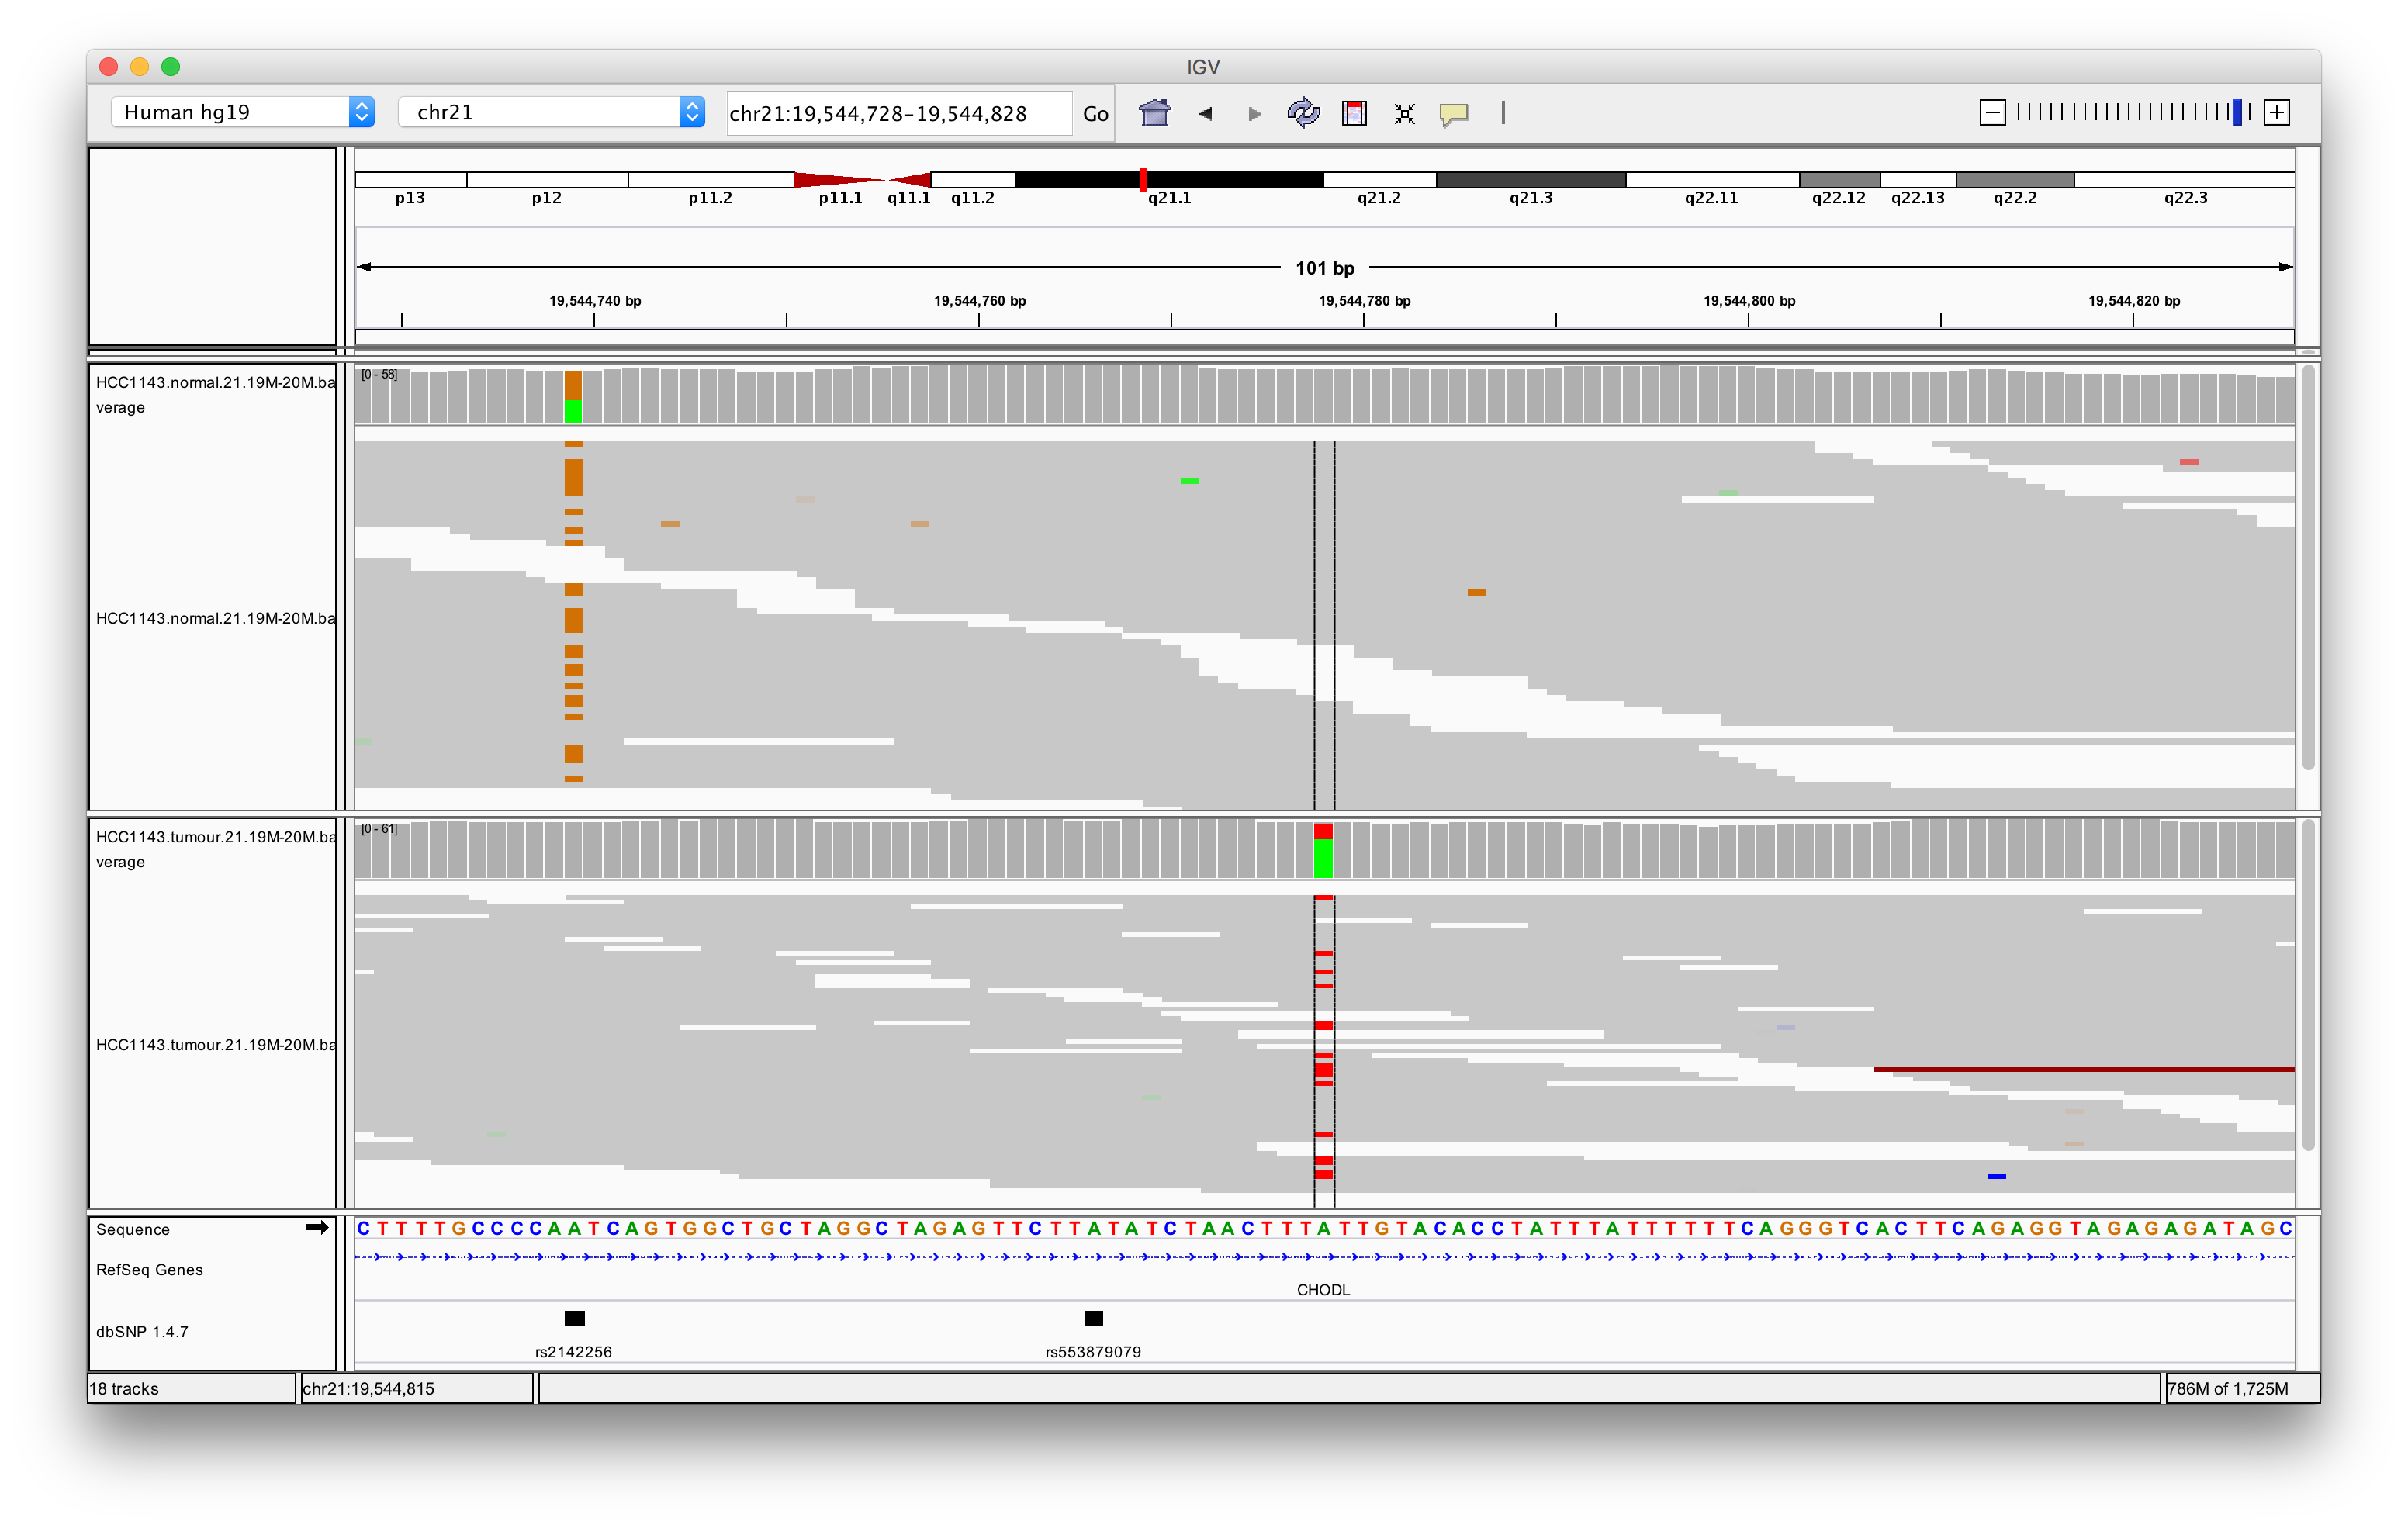 IGV
Human hg19 chr21 chr21:19,544,728-19,544,828 Go
p13 p12 p11.2 p11.1 q11.1 q11.2 q21.1 q21.2 q21.3 q22.11 q22.12 q22.13 q22.2 q22.3
101 bp
19,544,740 bp 19,544,760 bp 19,544,780 bp 19,544,800 bp 19,544,820 bp
HCC1143.normal.21.19M-20M.ba
verage
[0 - 58]
HCC1143.normal.21.19M-20M.ba
HCC1143.tumour.21.19M-20M.ba
verage
[0 - 61]
HCC1143.tumour.21.19M-20M.ba
Sequence C T T T T G C C C C A A T C A G T G G C T G C T A G G C T A G A G T T C T T A T A T C T A A C T T T A T T G T A C A C C T A T T T A T T T T T T C A G G G T C A C T T C A G A G G T A G A G A G A T A G C
RefSeq Genes
CHODL
dbSNP 1.4.7
rs2142256 rs553879079
18 tracks chr21:19,544,815 786M of 1,725M